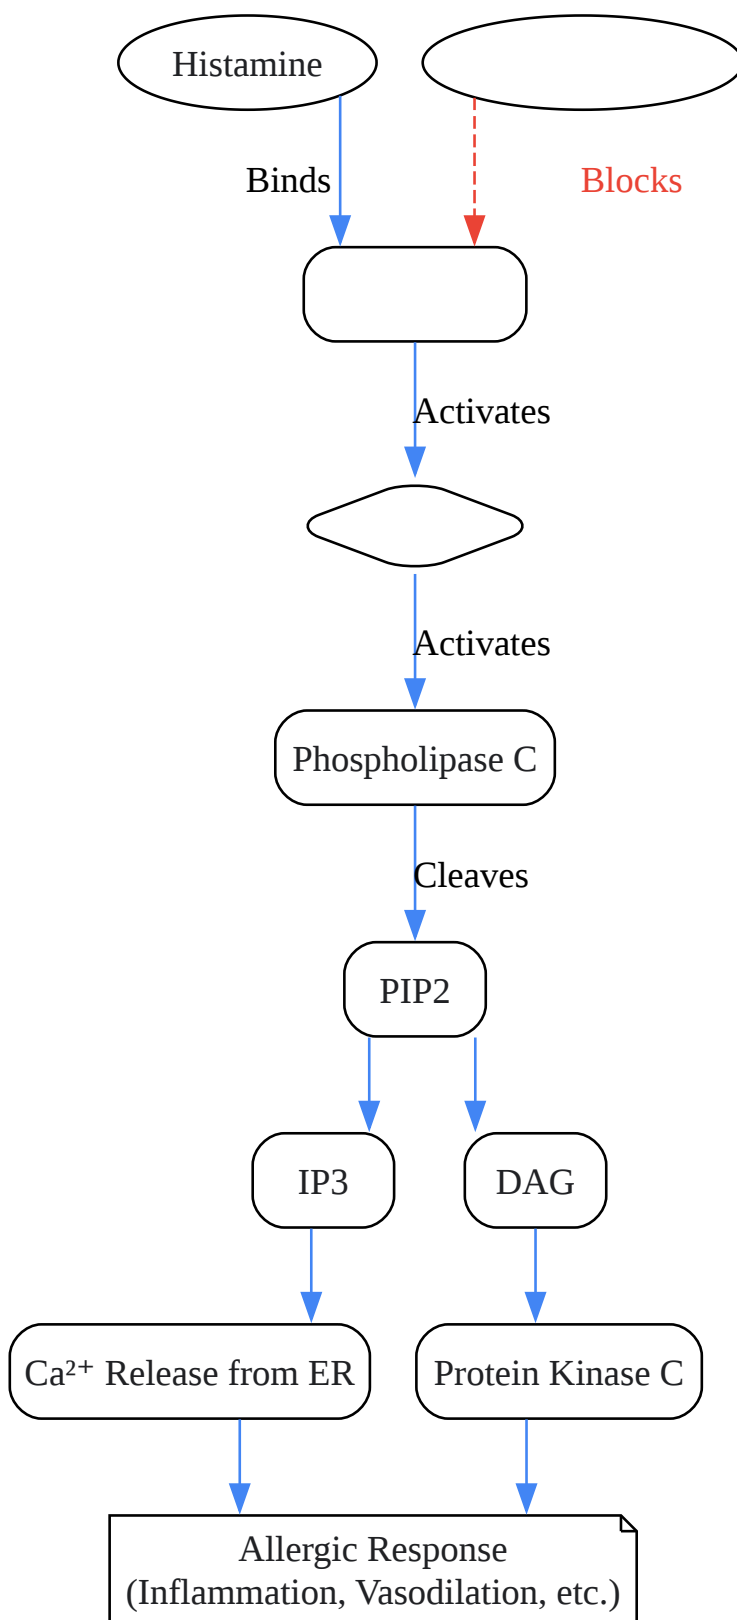 Histamine
Binds
Blocks
Activates
Activates
Phospholipase C
Cleaves
PIP2
IP3
DAG
Ca²⁺ Release from ER
Protein Kinase C
Allergic Response
(Inflammation, Vasodilation, etc.)